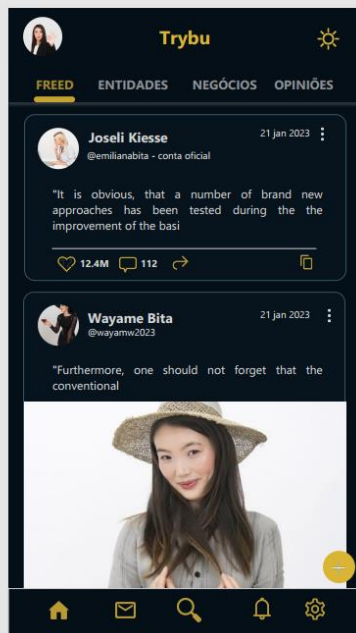 Trybu
FREED ENTIDADES NEGÓCIOS OPINIÕES
Joseli Kiesse
21 jan 2023
@emilianabita - conta oficial
"It is obvious, that a number of brand new
approaches has been tested during the the
improvement of the basi
12.4M 112
Wayame Bita
21 jan 2023
@wayamw2023
"Furthermore, one should not forget that the
conventional